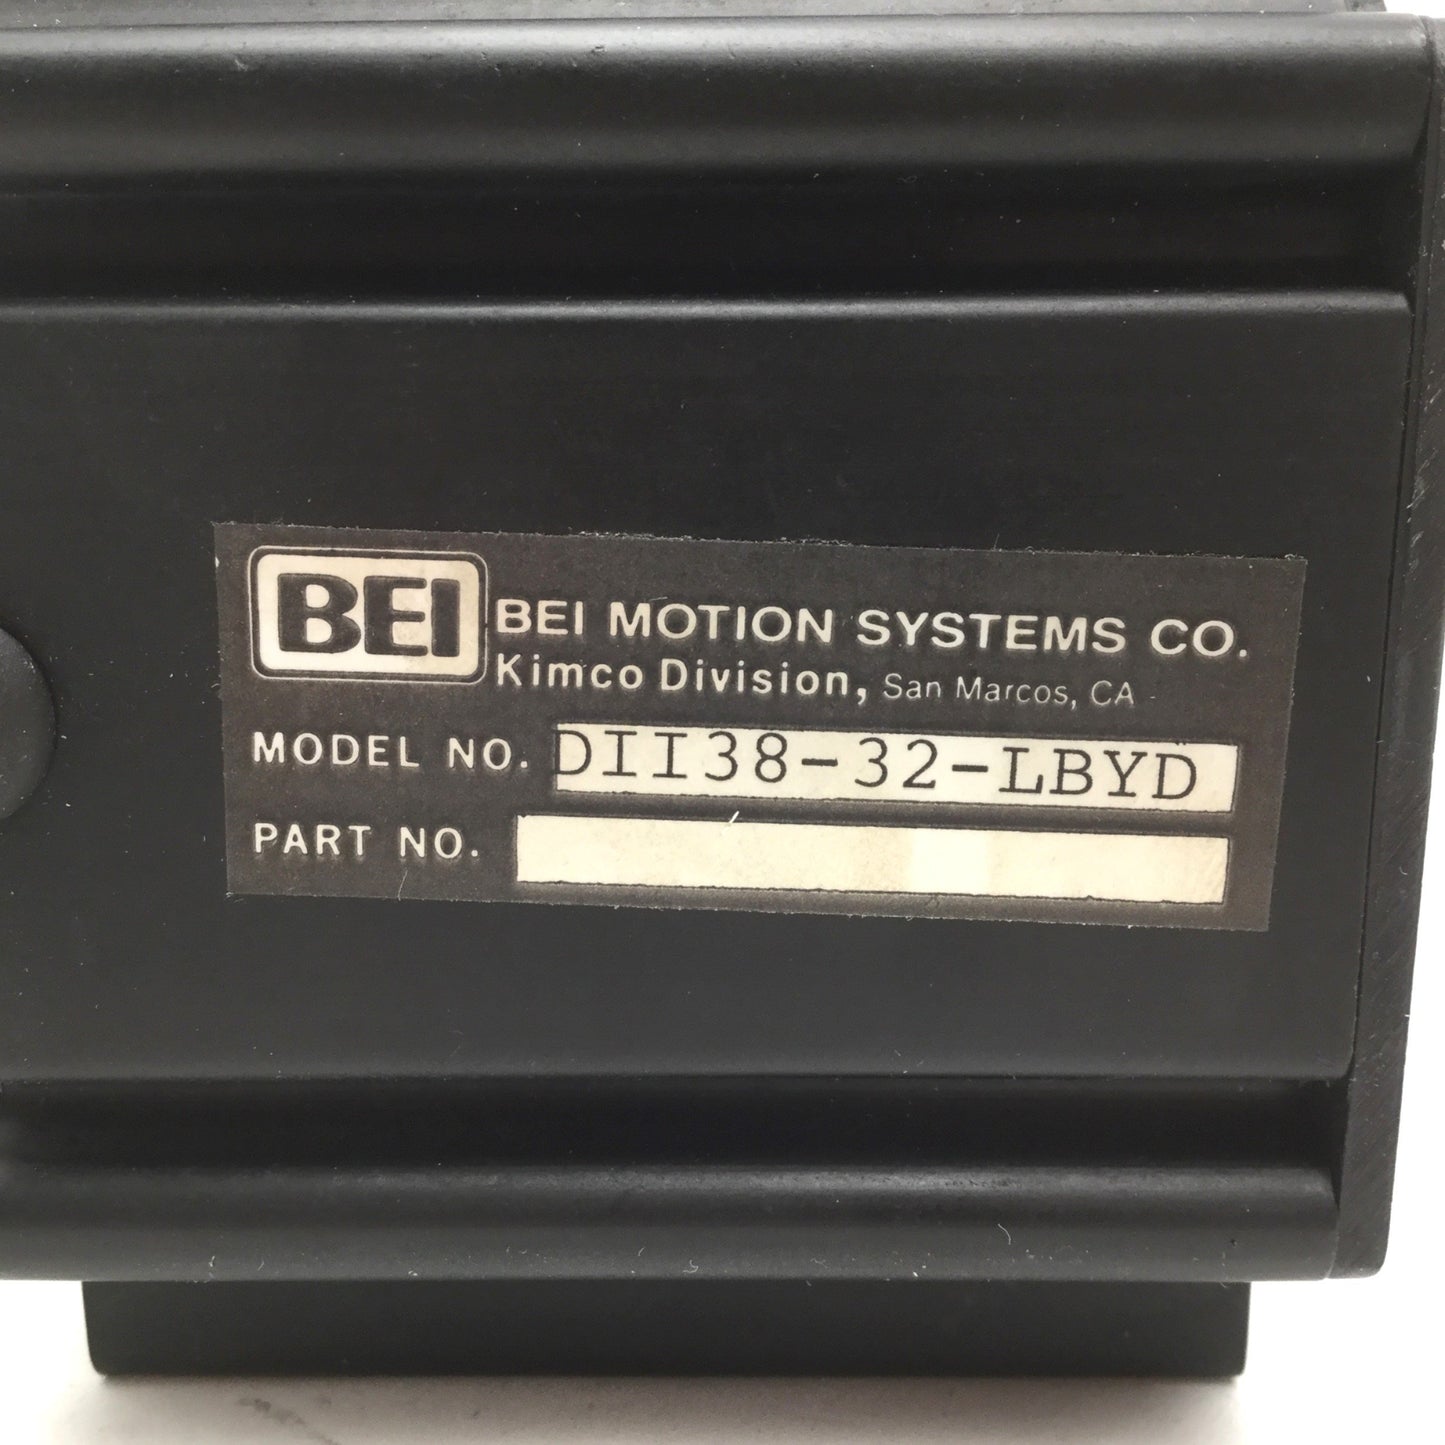 BEI BEI MOTION SYSTEMS CO.
Kimco Division, San Marcos, CA
MODEL NO. DII38-32-LBYD
PART NO.